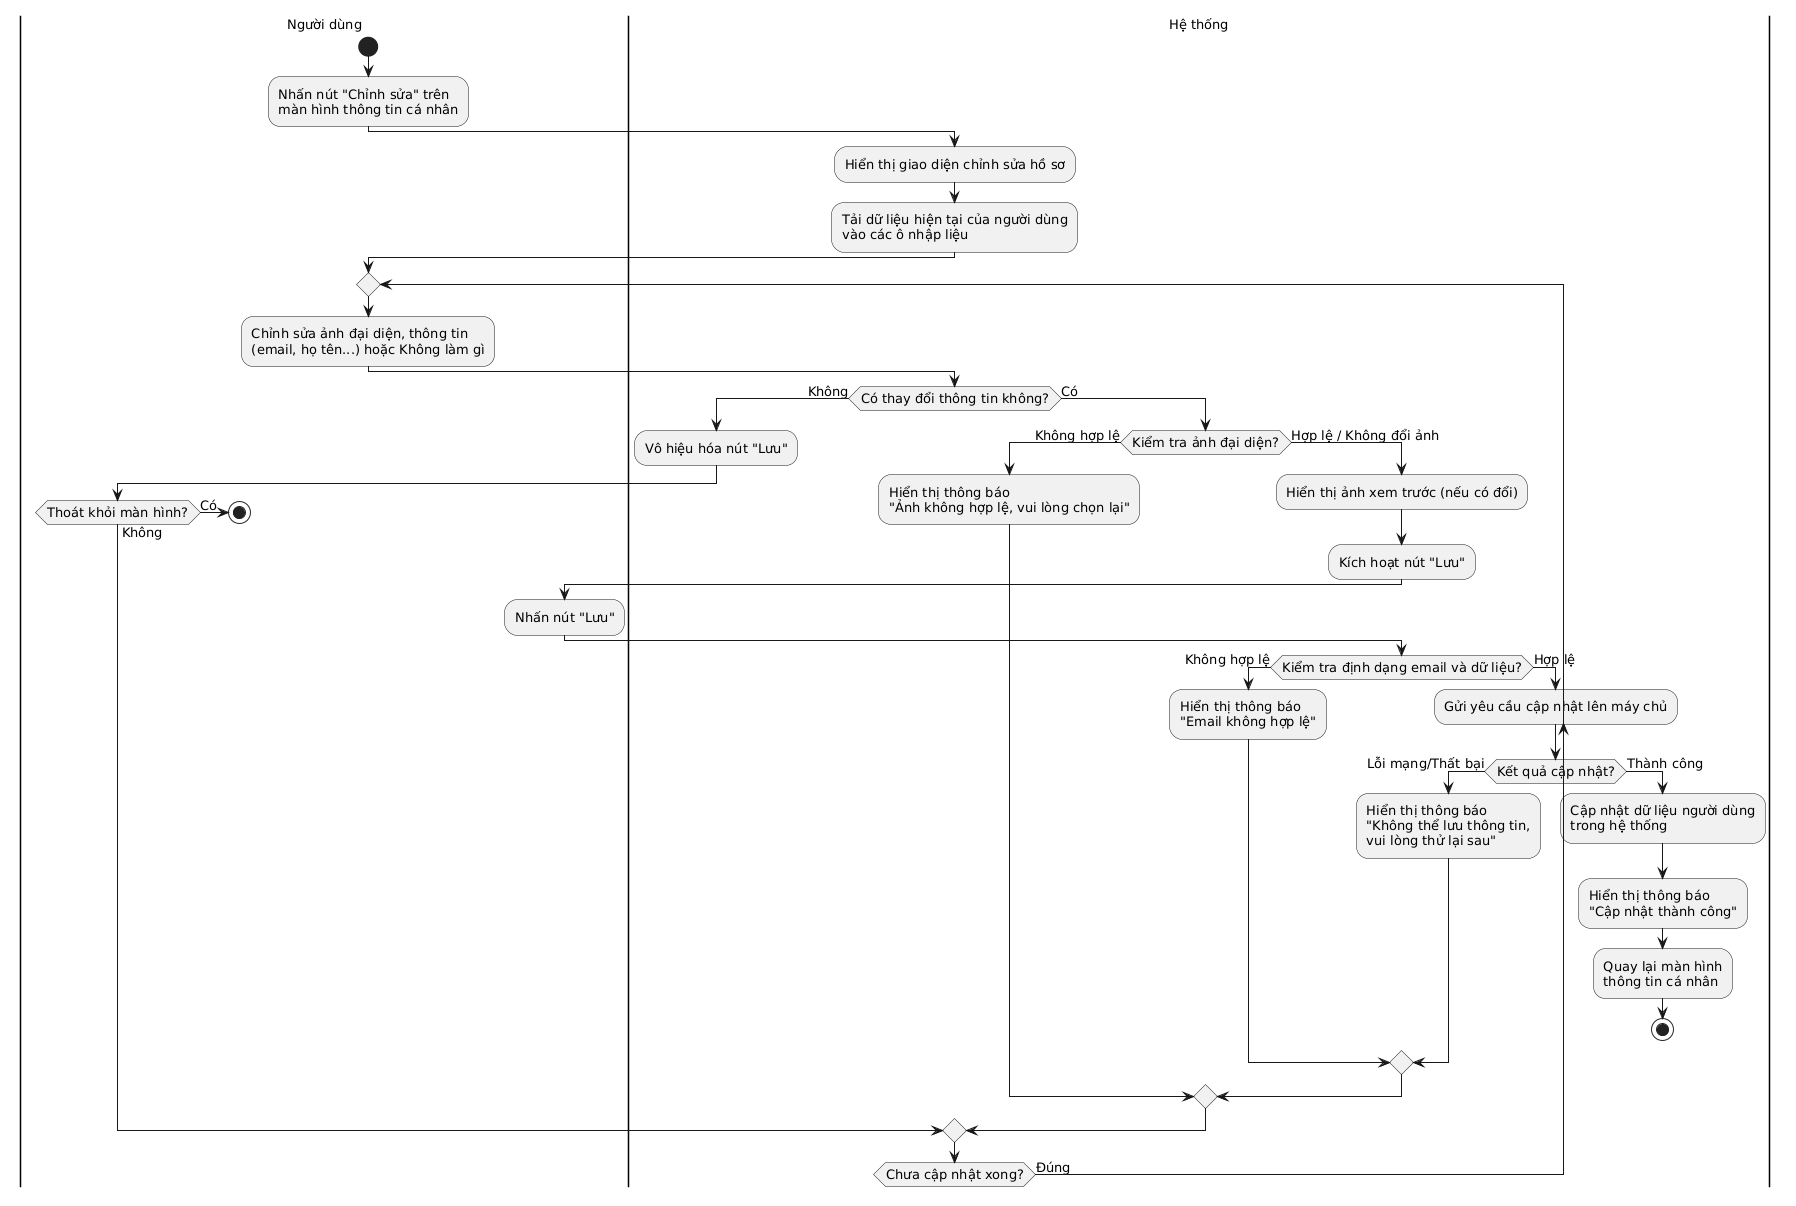 Người dùng
Hệ thống
Nhấn nút "Chỉnh sửa" trên
màn hình thông tin cá nhân
Hiển thị giao diện chỉnh sửa hồ sơ
Tải dữ liệu hiện tại của người dùng
vào các ô nhập liệu
Chỉnh sửa ảnh đại diện, thông tin
(email, họ tên...) hoặc Không làm gì
Không
Có thay đổi thông tin không?
Có
Vô hiệu hóa nút "Lưu"
Không hợp lệ
Kiểm tra ảnh đại diện?
Hợp lệ / Không đổi ảnh
Thoát khỏi màn hình?
Có
Không
Hiển thị thông báo
"Ảnh không hợp lệ, vui lòng chọn lại"
Hiển thị ảnh xem trước (nếu có đổi)
Kích hoạt nút "Lưu"
Nhấn nút "Lưu"
Không hợp lệ
Kiểm tra định dạng email và dữ liệu?
Hợp lệ
Hiển thị thông báo
"Email không hợp lệ"
Gửi yêu cầu cập nhật lên máy chủ
Lỗi mạng/Thất bại
Kết quả cập nhật?
Thành công
Hiển thị thông báo
"Không thể lưu thông tin,
vui lòng thử lại sau"
Cập nhật dữ liệu người dùng
trong hệ thống
Hiển thị thông báo
"Cập nhật thành công"
Quay lại màn hình
thông tin cá nhân
Chưa cập nhật xong?
Đúng